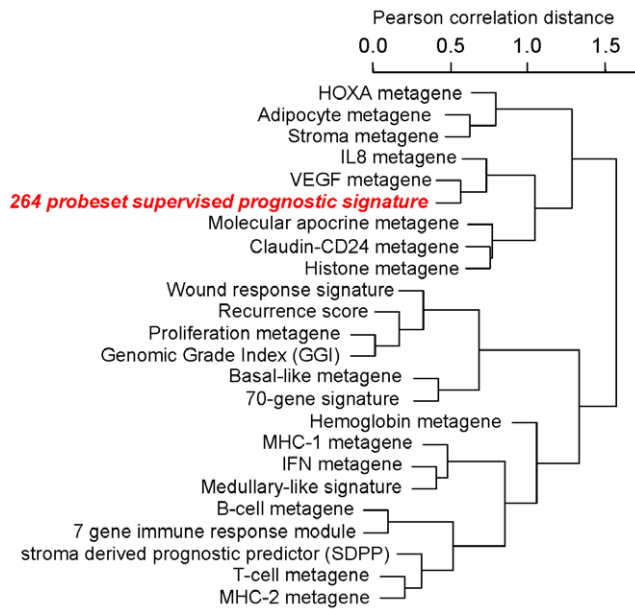 Pearson correlation distance
0.0 0.5 1.0 1.5
HOXA metagene
Adipocyte metagene
Stroma metagene
IL8 metagene
VEGF metagene
264 probeset supervised prognostic signature
Molecular apocrine metagene
Claudin-CD24 metagene
Histone metagene
Wound response signature
Recurrence score
Proliferation metagene
Genomic Grade Index (GGI)
Basal-like metagene
70-gene signature
Hemoglobin metagene
MHC-1 metagene
IFN metagene
Medullary-like signature
B-cell metagene
7 gene immune response module
stroma derived prognostic predictor (SDPP)
T-cell metagene
MHC-2 metagene